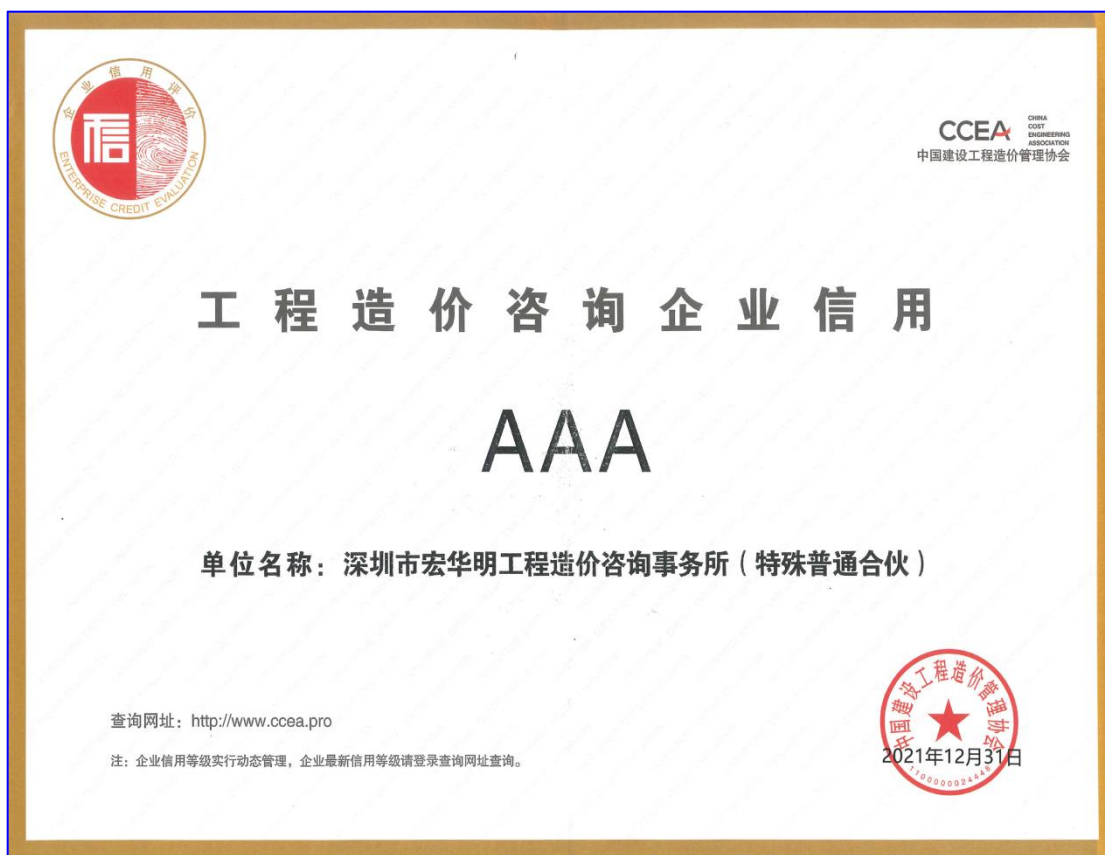 企业信用评价
信
ENTERPRISE CREDIT EVALUATION
CCEA
CHINA
COST
ENGINEERING
ASSOCIATION
中国建设工程造价管理协会
工程造价咨询企业信用
AAA
单位名称：深圳市宏华明工程造价咨询事务所（特殊普通合伙）
查询网址：http://www.ccea.pro
注：企业信用等级实行动态管理，企业最新信用等级请登录查询网址查询。
中国建设工程造价管理协会
2021年12月31日
1100000024448